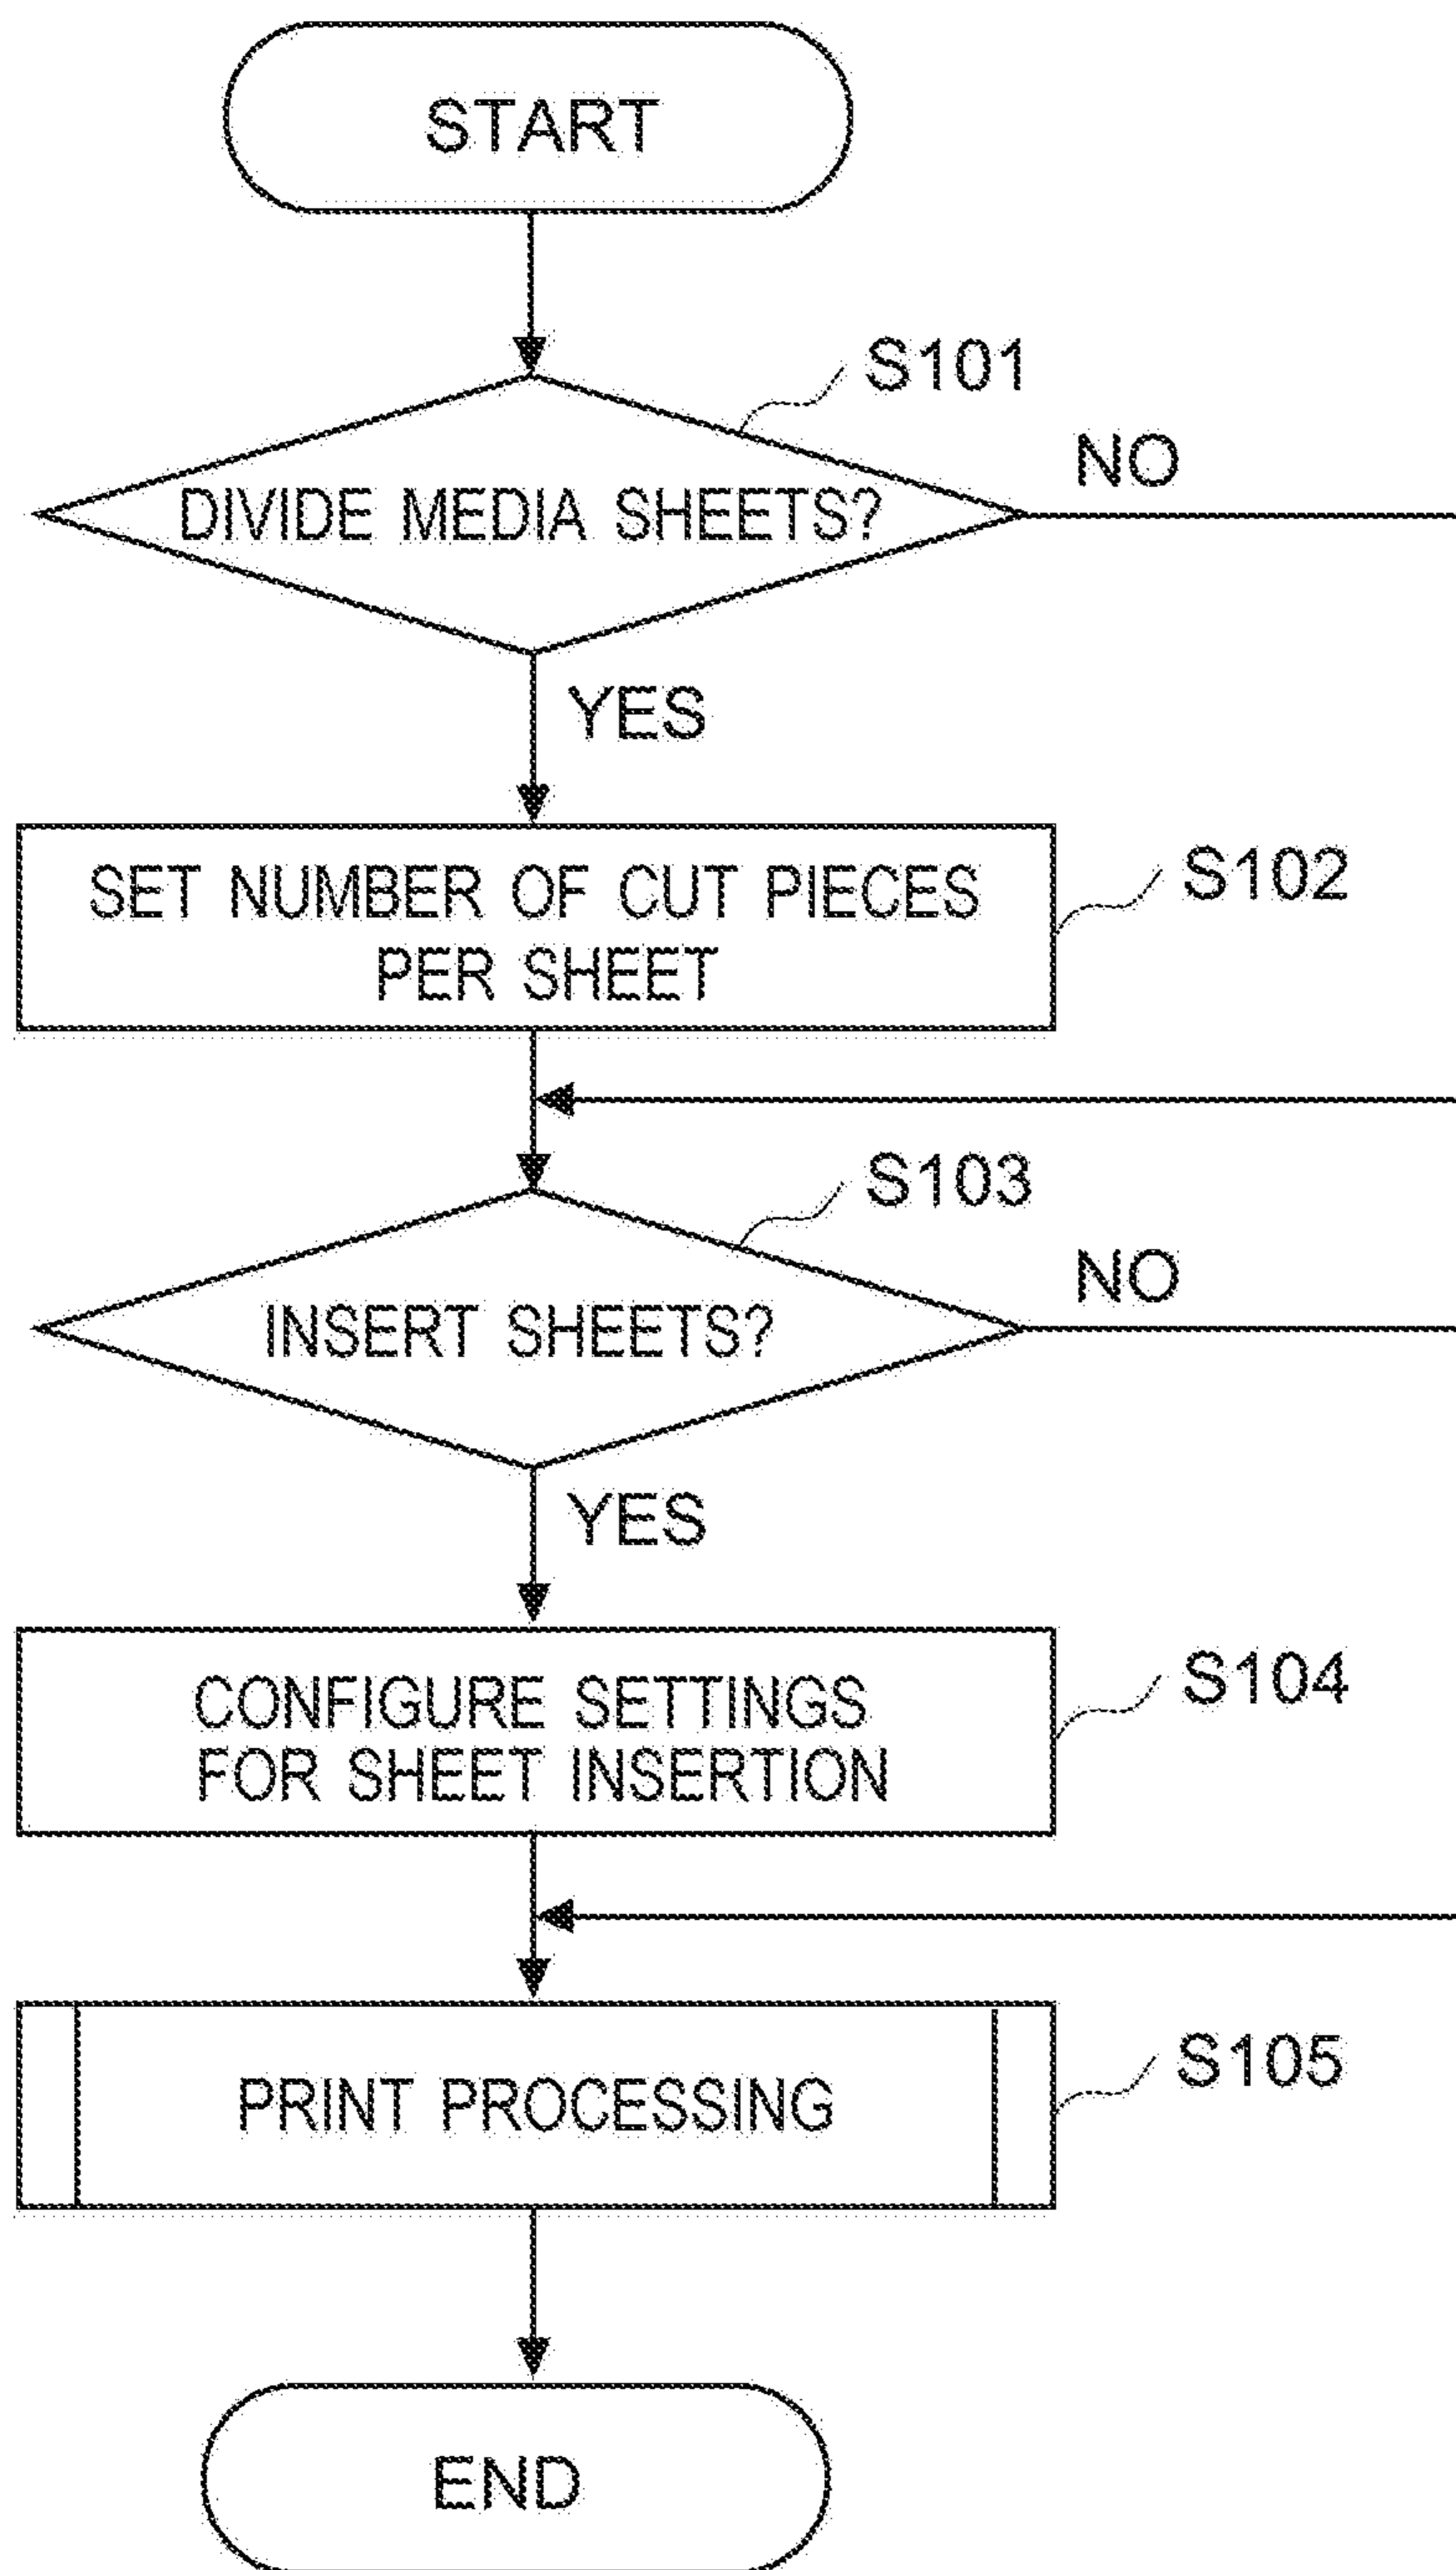 START
S101
NO
DIVIDE MEDIA SHEETS?
YES
SET NUMBER OF CUT PIECES
PER SHEET
S102
S103
NO
INSERT SHEETS?
YES
CONFIGURE SETTINGS
FOR SHEET INSERTION
S104
PRINT PROCESSING
S105
END